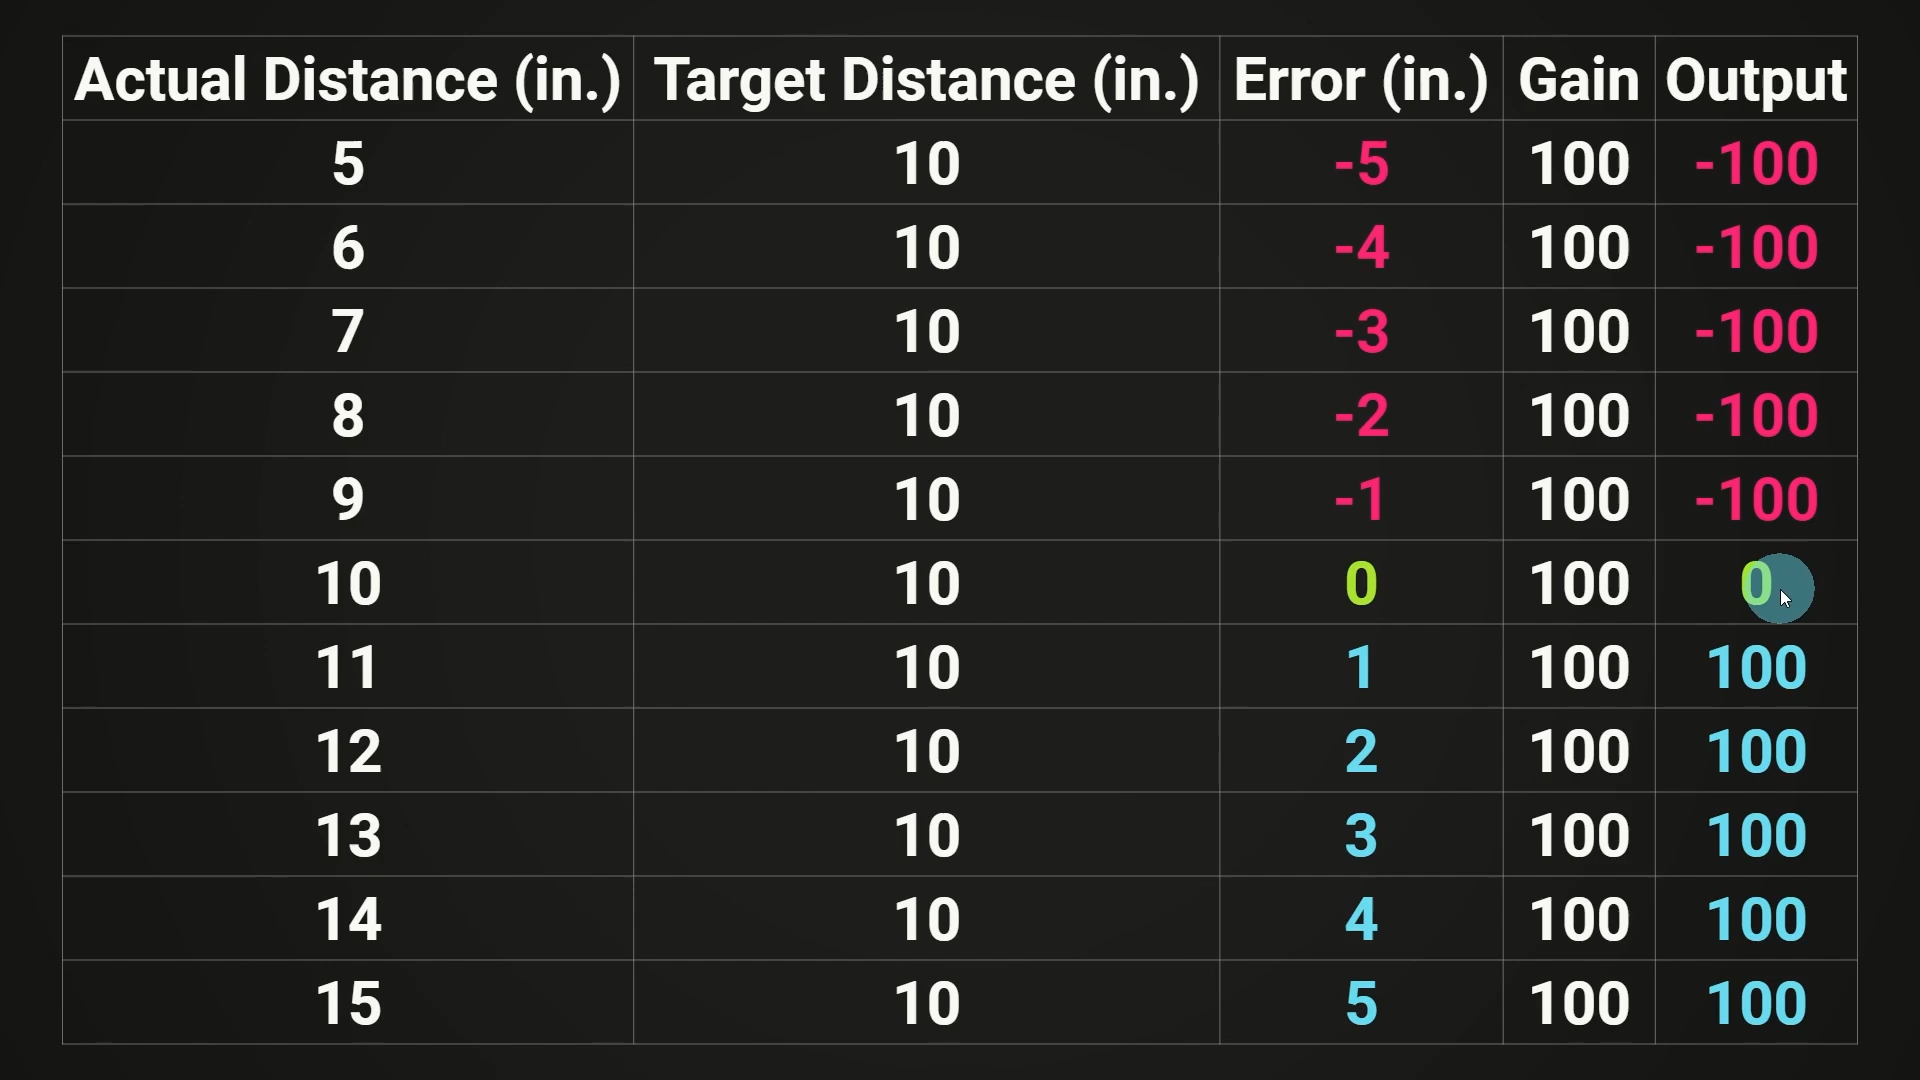 Actual Distance (in.) Target Distance (in.) Error (in.) Gain Output
5 10 -5 100 -100
6 10 -4 100 -100
7 10 -3 100 -100
8 10 -2 100 -100
9 10 -1 100 -100
10 10 0 100 0
11 10 1 100 100
12 10 2 100 100
13 10 3 100 100
14 10 4 100 100
15 10 5 100 100